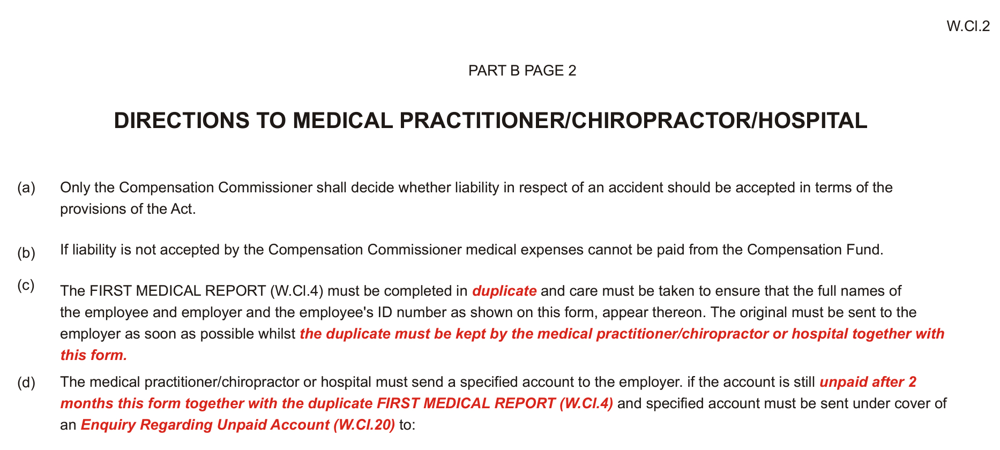 W.Cl.2
PART B PAGE 2
DIRECTIONS TO MEDICAL PRACTITIONER/CHIROPRACTOR/HOSPITAL
(a) Only the Compensation Commissioner shall decide whether liability in respect of an accident should be accepted in terms of the
provisions of the Act.
(b) If liability is not accepted by the Compensation Commissioner medical expenses cannot be paid from the Compensation Fund.
(c) The FIRST MEDICAL REPORT (W.Cl.4) must be completed in duplicate and care must be taken to ensure that the full names of
the employee and employer and the employee's ID number as shown on this form, appear thereon. The original must be sent to the
employer as soon as possible whilst the duplicate must be kept by the medical practitioner/chiropractor or hospital together with
this form.
(d) The medical practitioner/chiropractor or hospital must send a specified account to the employer. if the account is still unpaid after 2
months this form together with the duplicate FIRST MEDICAL REPORT (W.Cl.4) and specified account must be sent under cover of
an Enquiry Regarding Unpaid Account (W.Cl.20) to: